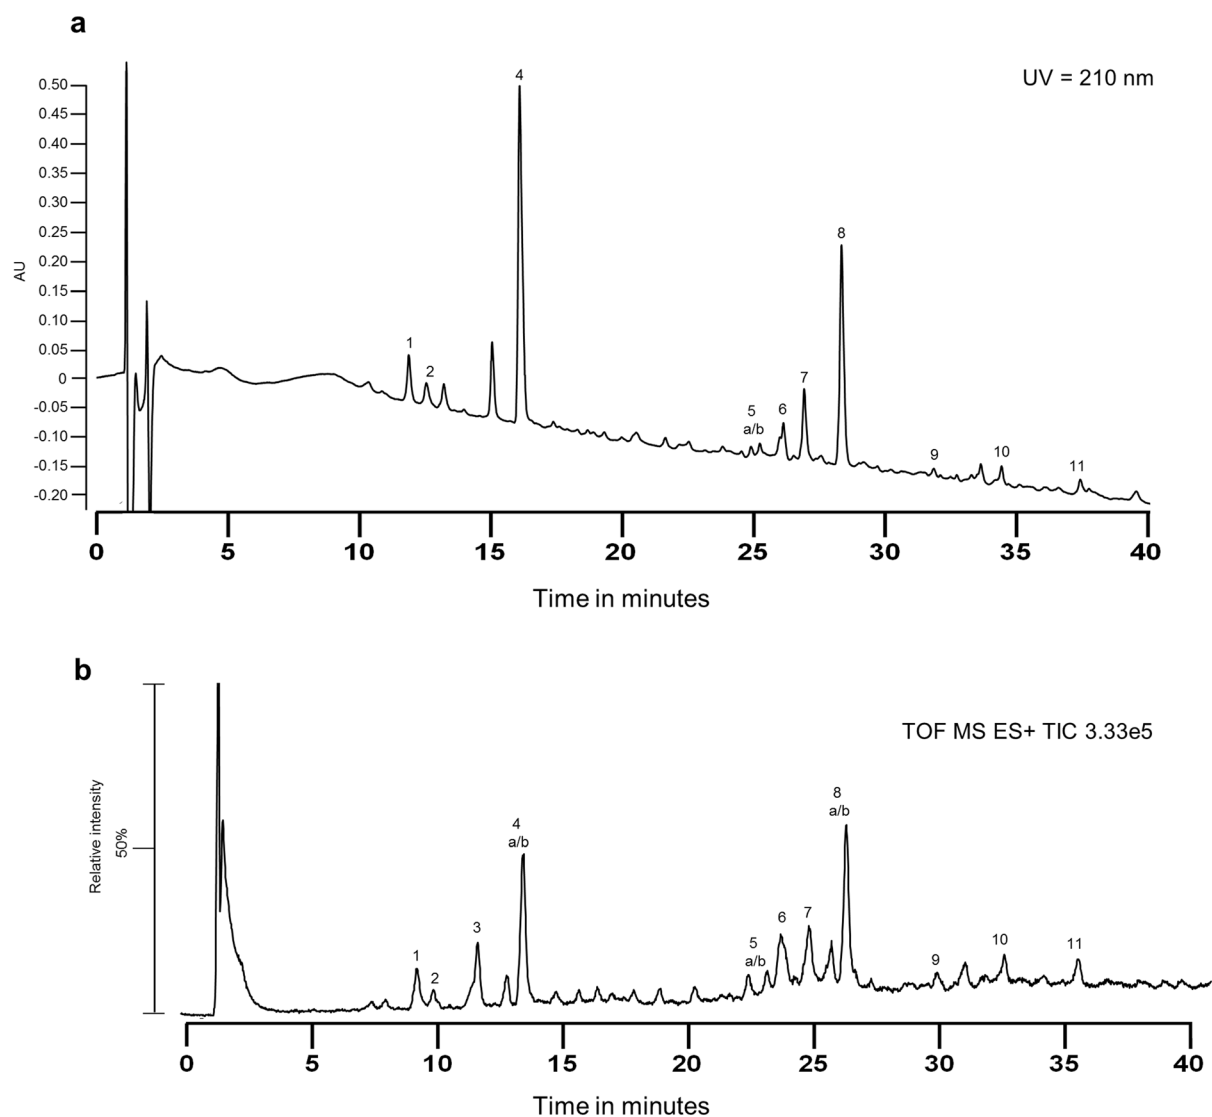 a
UV = 210 nm
AU
0.50
0.45
0.40
0.35
0.30
0.25
0.20
0.15
0.10
0.05
0
-0.05
-0.10
-0.15
-0.20
1
2
4
5
a/b
6
7
8
9
10
11
0 5 10 15 20 25 30 35 40
Time in minutes
b
TOF MS ES+ TIC 3.33e5
Relative intensity
50%
1
2
3
4
a/b
5
a/b
6
7
8
a/b
9
10
11
0 5 10 15 20 25 30 35 40
Time in minutes